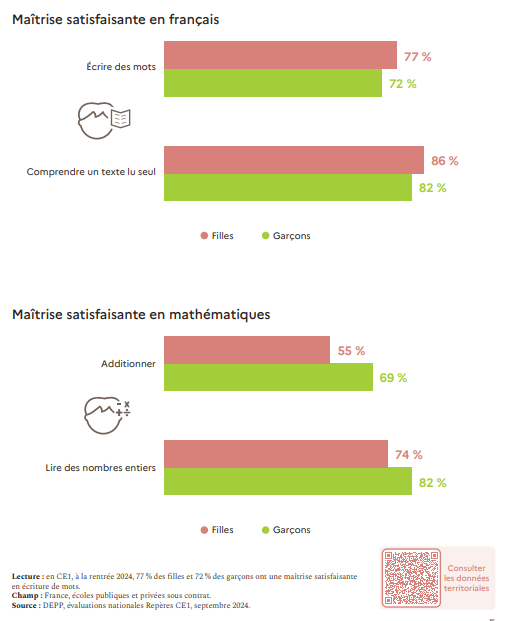 Maîtrise satisfaisante en français
Écrire des mots
77 %
72 %
Comprendre un texte lu seul
86 %
82 %
Filles
Garçons
Maîtrise satisfaisante en mathématiques
Additionner
55 %
69 %
- x
+ ÷
Lire des nombres entiers
74 %
82 %
Filles
Garçons
Lecture : en CE1, à la rentrée 2024, 77 % des filles et 72 % des garçons ont une maîtrise satisfaisante
en écriture de mots.
Champ : France, écoles publiques et privées sous contrat.
Source : DEPP, évaluations nationales Repères CE1, septembre 2024.
Consulter
les données
territoriales